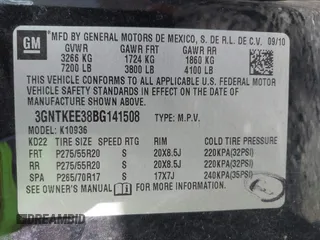 GM
MFD BY GENERAL MOTORS DE MEXICO, S. DE R.L. DE C.V. 09/10
GVWR GAWR FRT GAWR RR
3266 KG 1724 KG 1860 KG
7200 LB 3800 LB 4100 LB
THIS VEHICLE CONFORMS TO ALL APPLICABLE U.S. FEDERAL MOTOR
VEHICLE SAFETY, AND THEFT PREVENTION STANDARDS IN EFFECT
ON THE DATE OF MANUFACTURE SHOWN ABOVE.
3GNTKEE38BG141508 TYPE: M.P.V.
MODEL: K10936
KD22 TIRE SIZE SPEED RTG RIM COLD TIRE PRESSURE
FRT P275/55R20 S 20X8.5J 220KPA(32PSI)
RR P275/55R20 S 20X8.5J 220KPA(32PSI)
SPA P265/70R17 S 17X7J 240KPA(35PSI)
SEE OWNER'S MANUAL FOR ADDITIONAL INFORMATION
DREAMBID